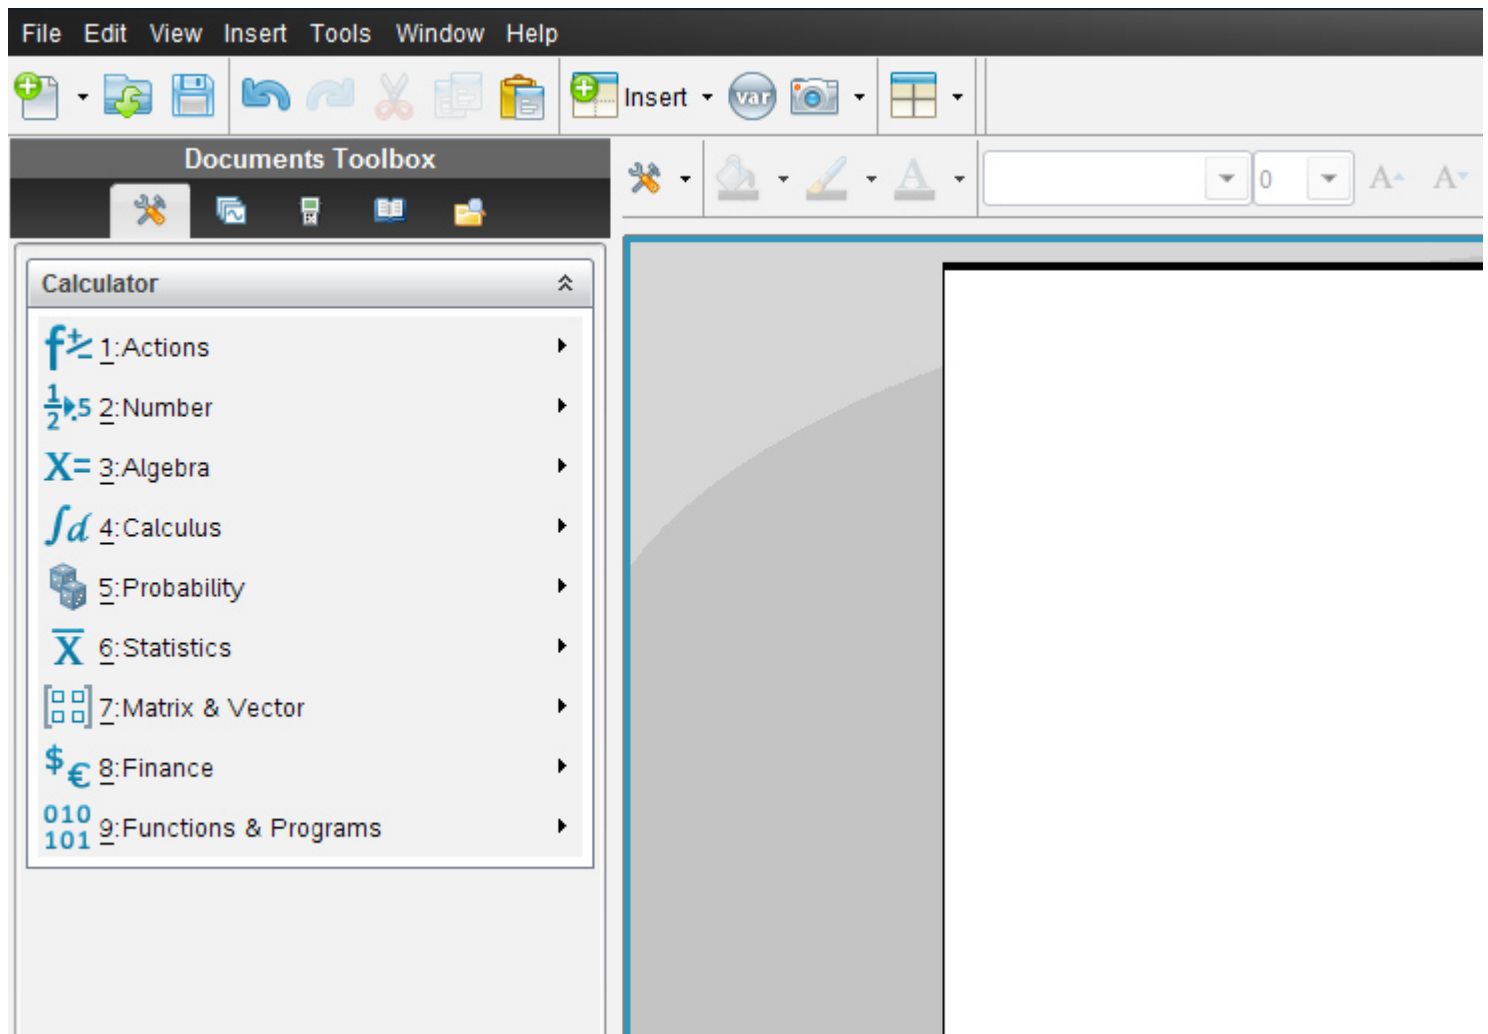 File Edit View Insert Tools Window Help
Insert var
Documents Toolbox
0 A A
Calculator
1:Actions
2:Number
3:Algebra
4:Calculus
5:Probability
6:Statistics
7:Matrix & Vector
8:Finance
9:Functions & Programs